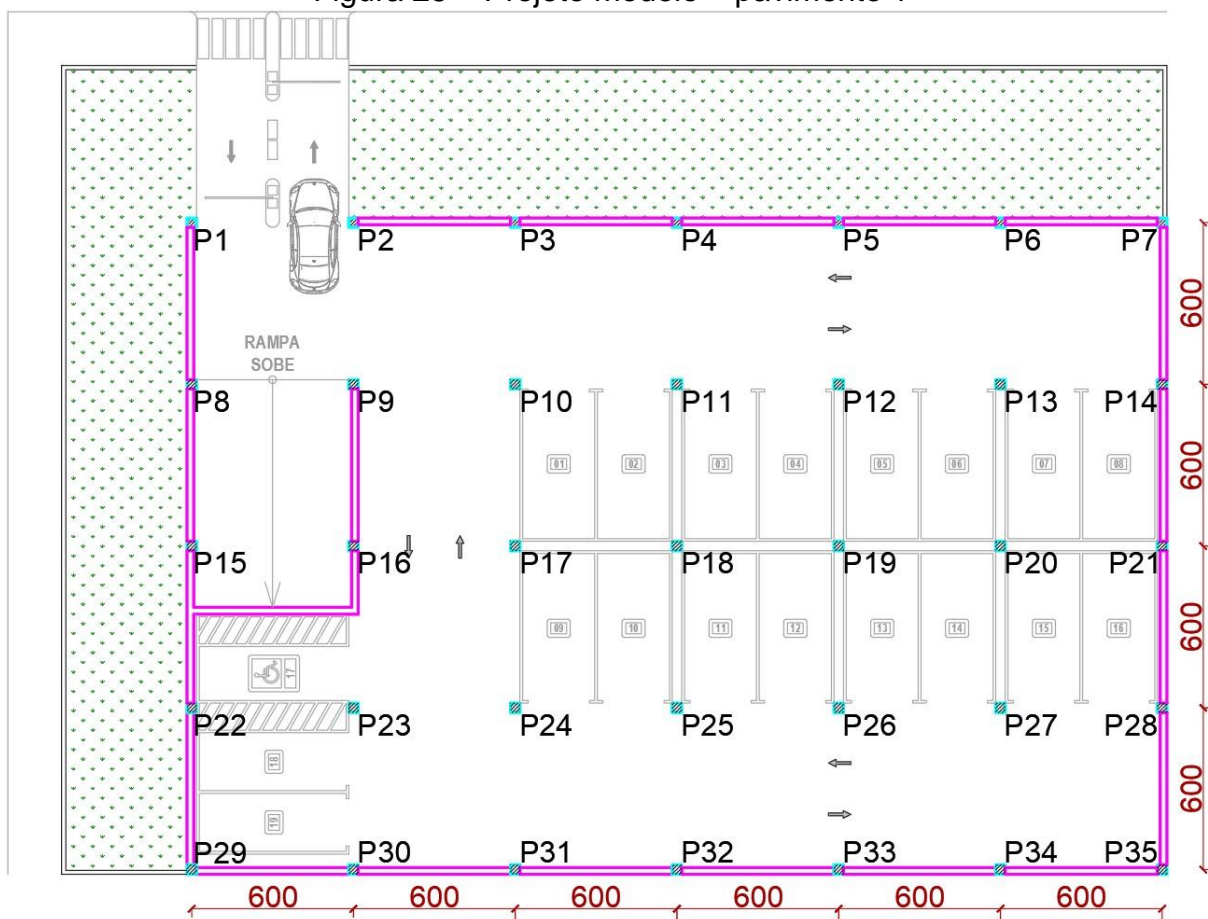 Figura 28 – Projeto modelo – pavimento 1
P1 P2 P3 P4 P5 P6 P7
600
RAMPA
SOBE
P8 P9 P10 P11 P12 P13 P14
01 02 03 04 05 06 07 08
600
P15 P16 P17 P18 P19 P20 P21
09 10 11 12 13 14 15 16
600
17
P22 P23 P24 P25 P26 P27 P28
18
600
19
P29 P30 P31 P32 P33 P34 P35
600 600 600 600 600 600